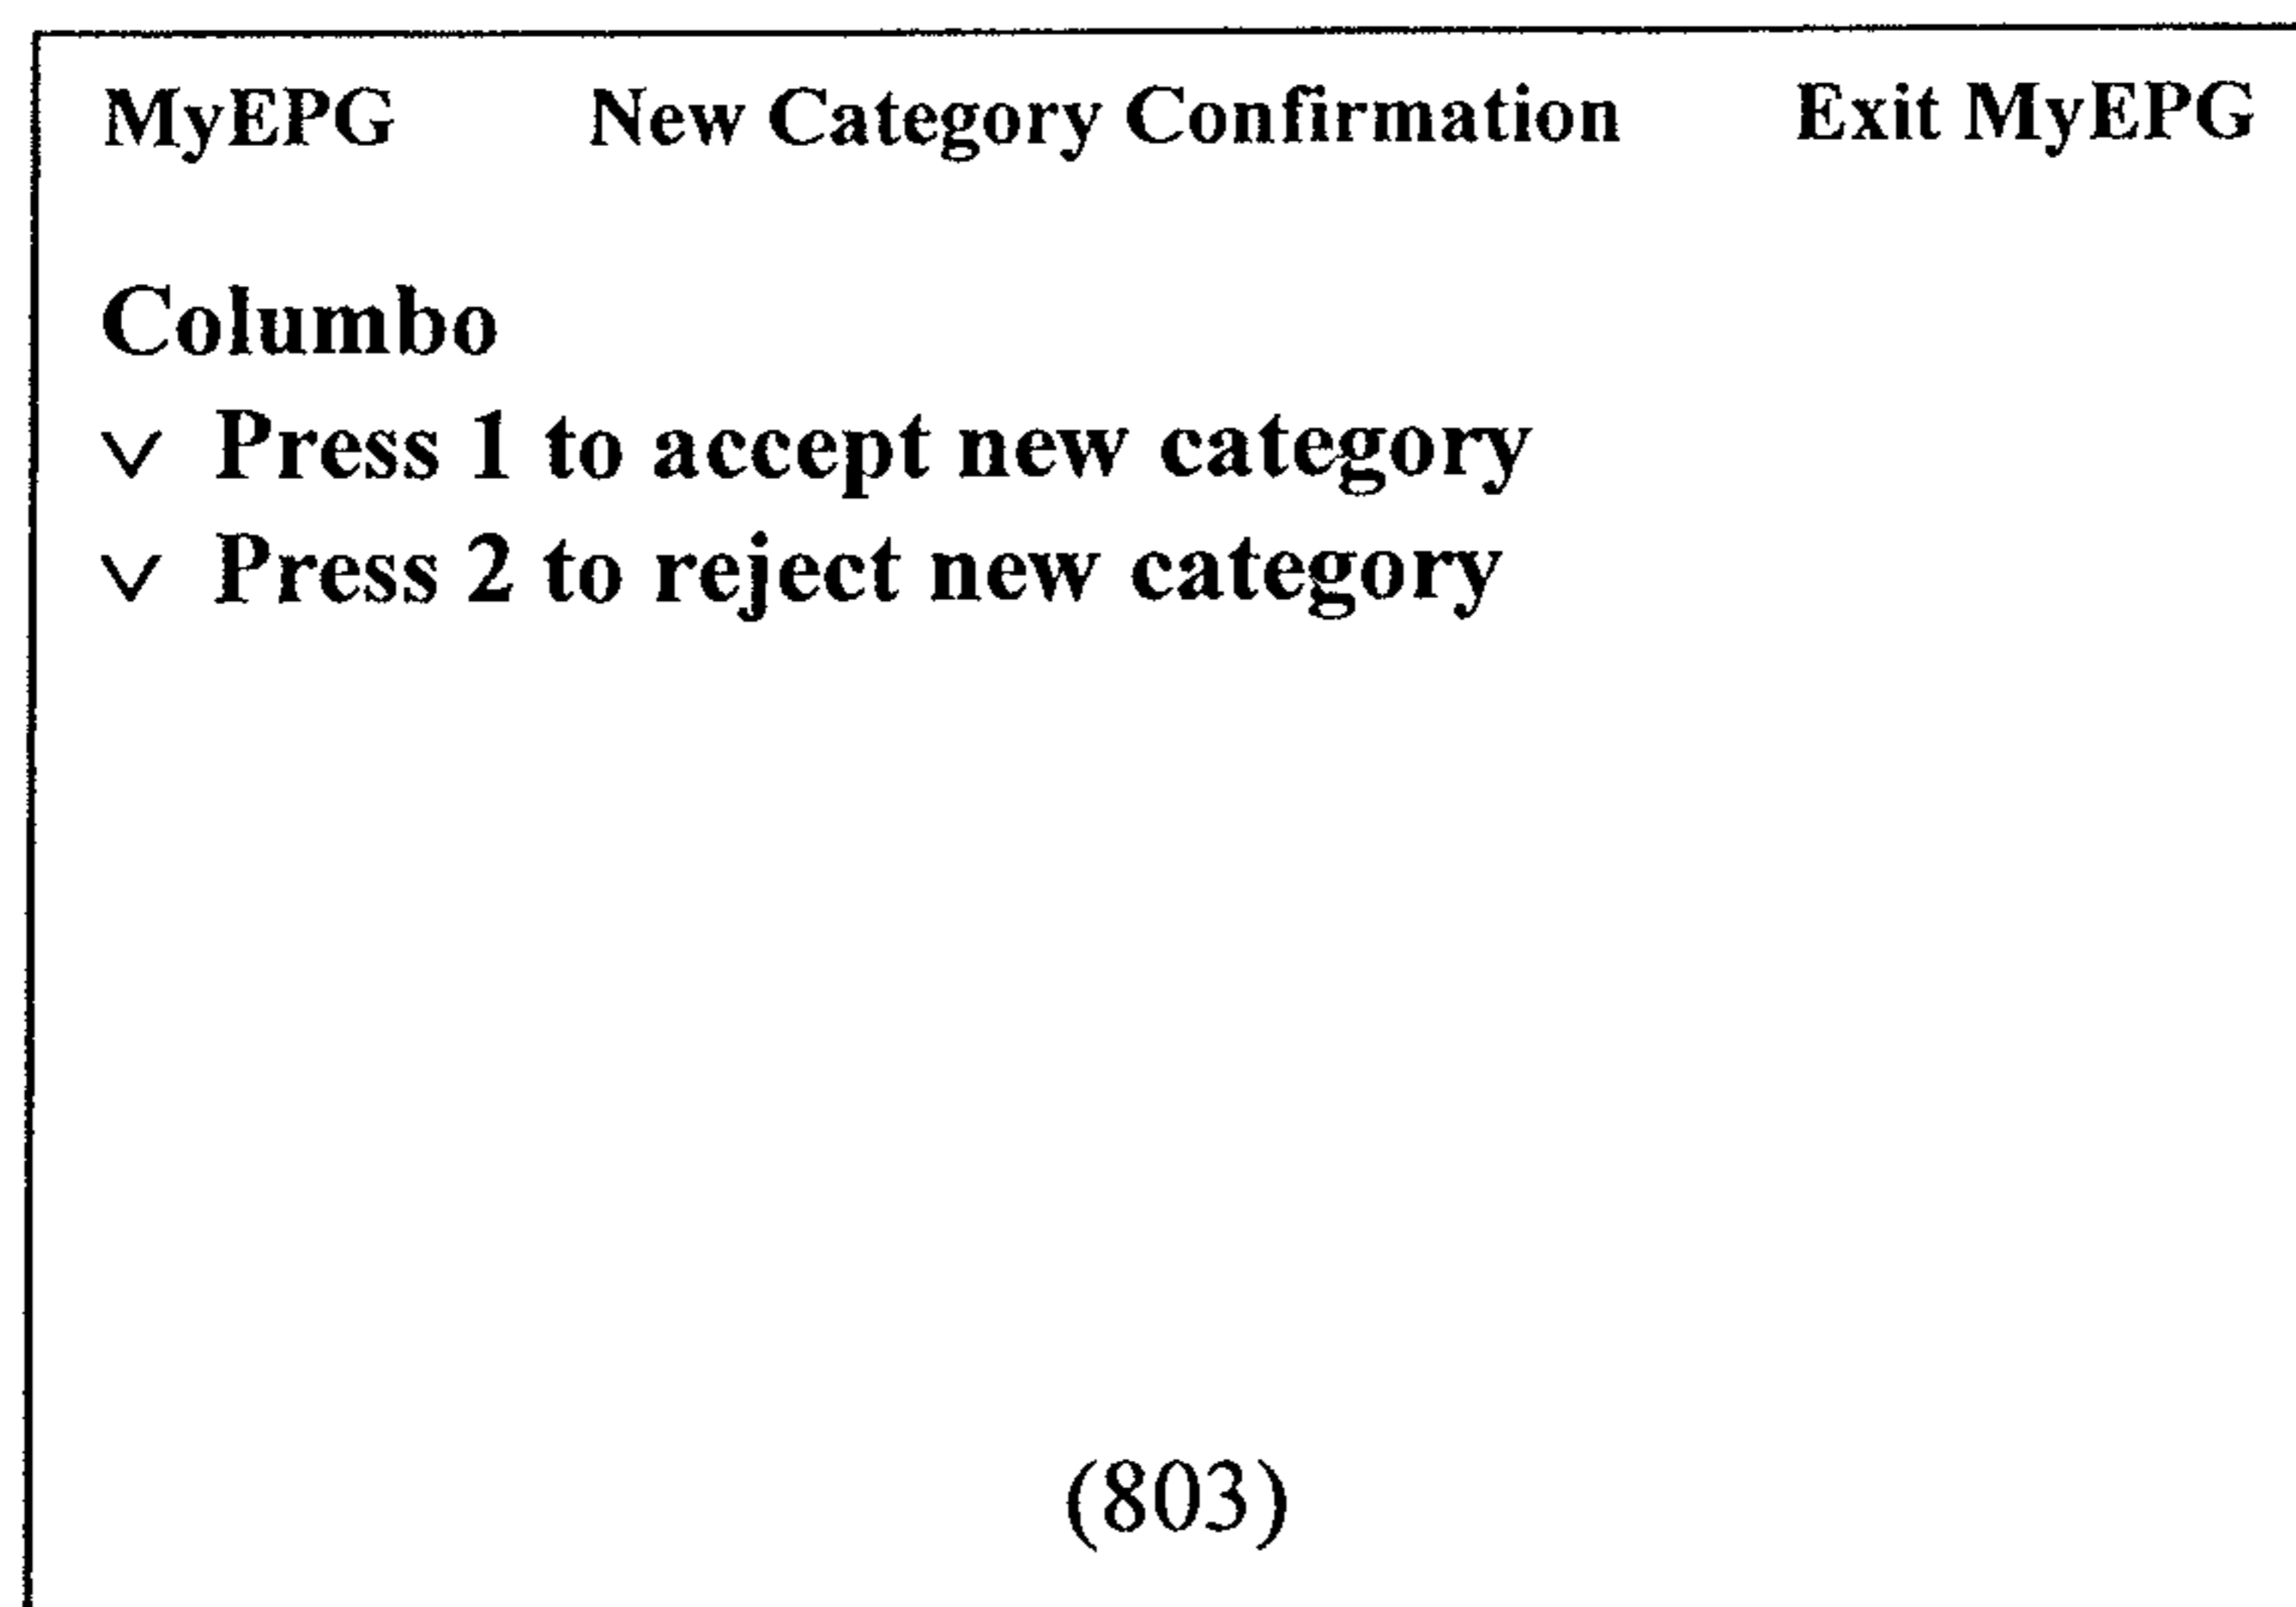 MyEPG New Category Confirmation Exit MyEPG
Columbo
∨ Press 1 to accept new category
∨ Press 2 to reject new category
(803)